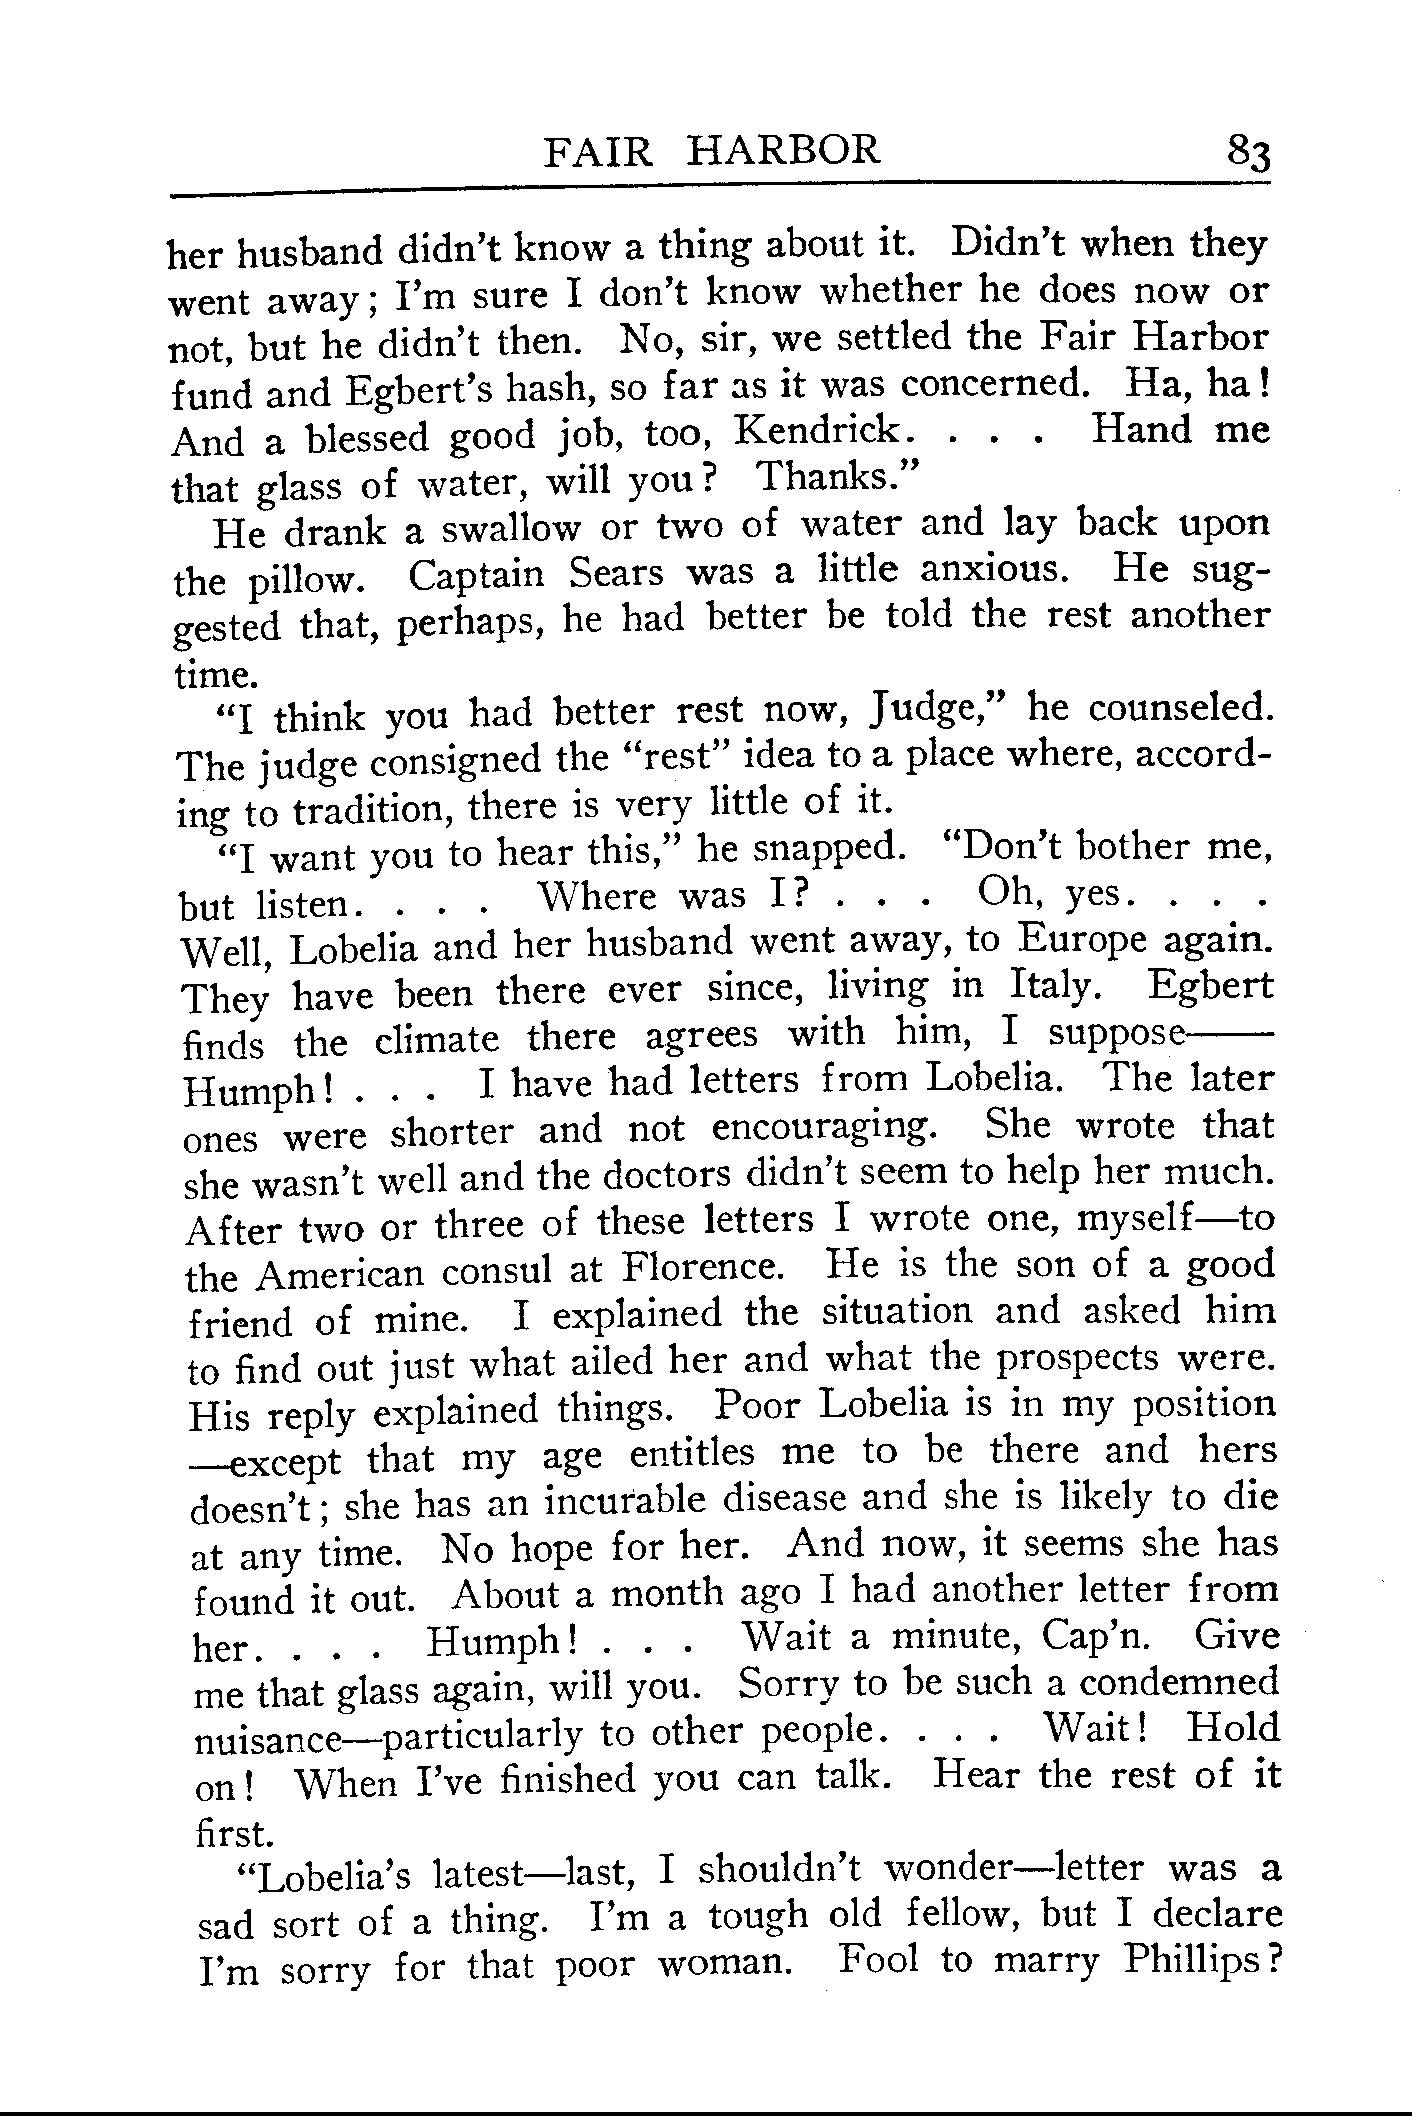 FAIR HARBOR 83
her husband didn't know a thing about it. Didn't when they
went away; I'm sure I don't know whether he does now or
not, but he didn't then. No, sir, we settled the Fair Harbor
fund and Egbert's hash, so far as it was concerned. Ha, ha!
And a blessed good job, too, Kendrick. . . . Hand me
that glass of water, will you? Thanks."
He drank a swallow or two of water and lay back upon
the pillow. Captain Sears was a little anxious. He sug-
gested that, perhaps, he had better be told the rest another
time.
"I think you had better rest now, Judge," he counseled.
The judge consigned the "rest" idea to a place where, accord-
ing to tradition, there is very little of it.
"I want you to hear this," he snapped. "Don't bother me,
but listen. . . . Where was I? . . . Oh, yes. . . .
Well, Lobelia and her husband went away, to Europe again.
They have been there ever since, living in Italy. Egbert
finds the climate there agrees with him, I suppose——
Humph! . . . I have had letters from Lobelia. The later
ones were shorter and not encouraging. She wrote that
she wasn't well and the doctors didn't seem to help her much.
After two or three of these letters I wrote one, myself—to
the American consul at Florence. He is the son of a good
friend of mine. I explained the situation and asked him
to find out just what ailed her and what the prospects were.
His reply explained things. Poor Lobelia is in my position
—except that my age entitles me to be there and hers
doesn't; she has an incurable disease and she is likely to die
at any time. No hope for her. And now, it seems she has
found it out. About a month ago I had another letter from
her. . . . Humph! . . . Wait a minute, Cap'n. Give
me that glass again, will you. Sorry to be such a condemned
nuisance—particularly to other people. . . . Wait! Hold
on! When I've finished you can talk. Hear the rest of it
first.
"Lobelia's latest—last, I shouldn't wonder—letter was a
sad sort of a thing. I'm a tough old fellow, but I declare
I'm sorry for that poor woman. Fool to marry Phillips?